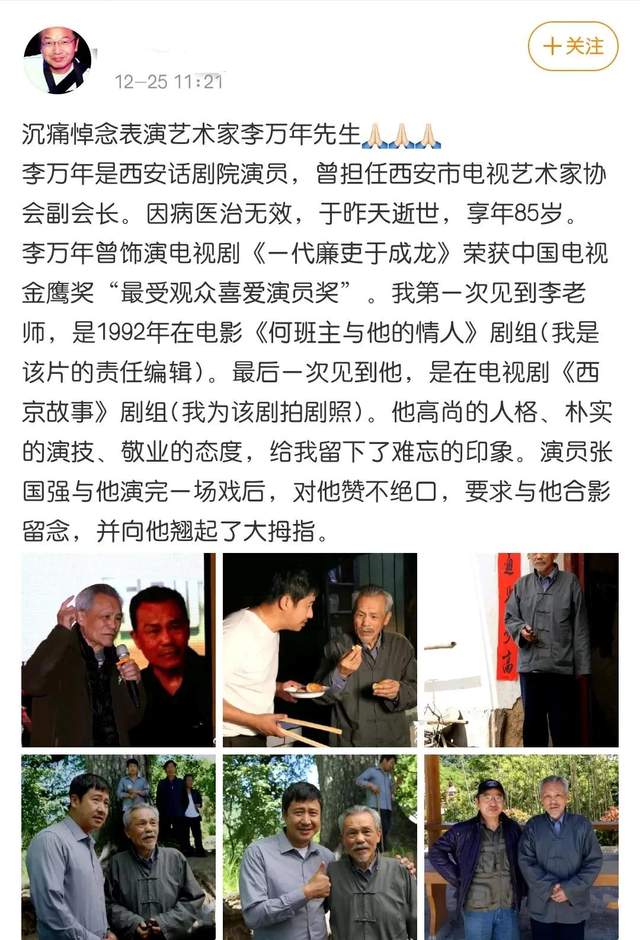 12-25 11:21
+关注
沉痛悼念表演艺术家李万年先生🙏🏻🙏🏻🙏🏻
李万年是西安话剧院演员，曾担任西安市电视艺术家协
会副会长。因病医治无效，于昨天逝世，享年85岁。
李万年曾饰演电视剧《一代廉吏于成龙》荣获中国电视
金鹰奖“最受观众喜爱演员奖”。我第一次见到李老
师，是1992年在电影《何班主与他的情人》剧组(我是
该片的责任编辑)。最后一次见到他，是在电视剧《西
京故事》剧组(我为该剧拍剧照)。他高尚的人格、朴实
的演技、敬业的态度，给我留下了难忘的印象。演员张
国强与他演完一场戏后，对他赞不绝口，要求与他合影
留念，并向他翘起了大拇指。